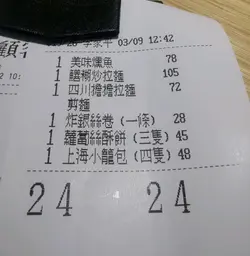 03/09 12:42
1 美味燻魚 78
1 鱔糊炒拉麵 105
1 四川擔擔拉麵 72
剪麵
1 炸銀絲卷(一條) 28
1 蘿蔔絲酥餅(三隻) 45
1 上海小籠包(四隻) 48
24 24